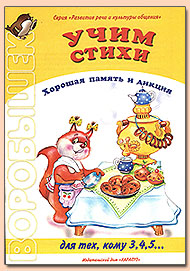 Серия «Развитие речи и культуры общения»
УЧИМ
СТИХИ
Хорошая память и дикция
ВОРОБЫШЕК
для тех, кому 3,4,5...
Издательский дом «КАРАПУЗ»